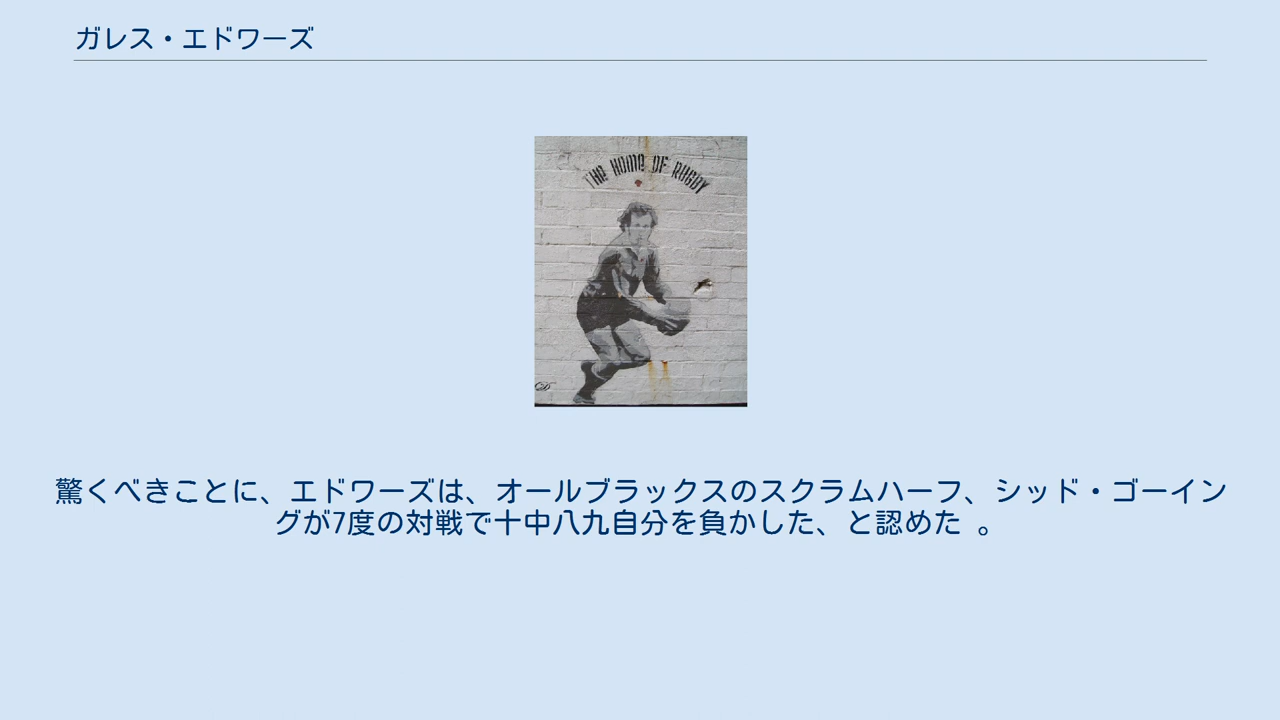 ガレス・エドワーズ
THE HOME OF RUGBY
驚くべきことに、エドワーズは、オールブラックスのスクラムハーフ、シッド・ゴーイン
グが7度の対戦で十中八九自分を負かした、と認めた 。